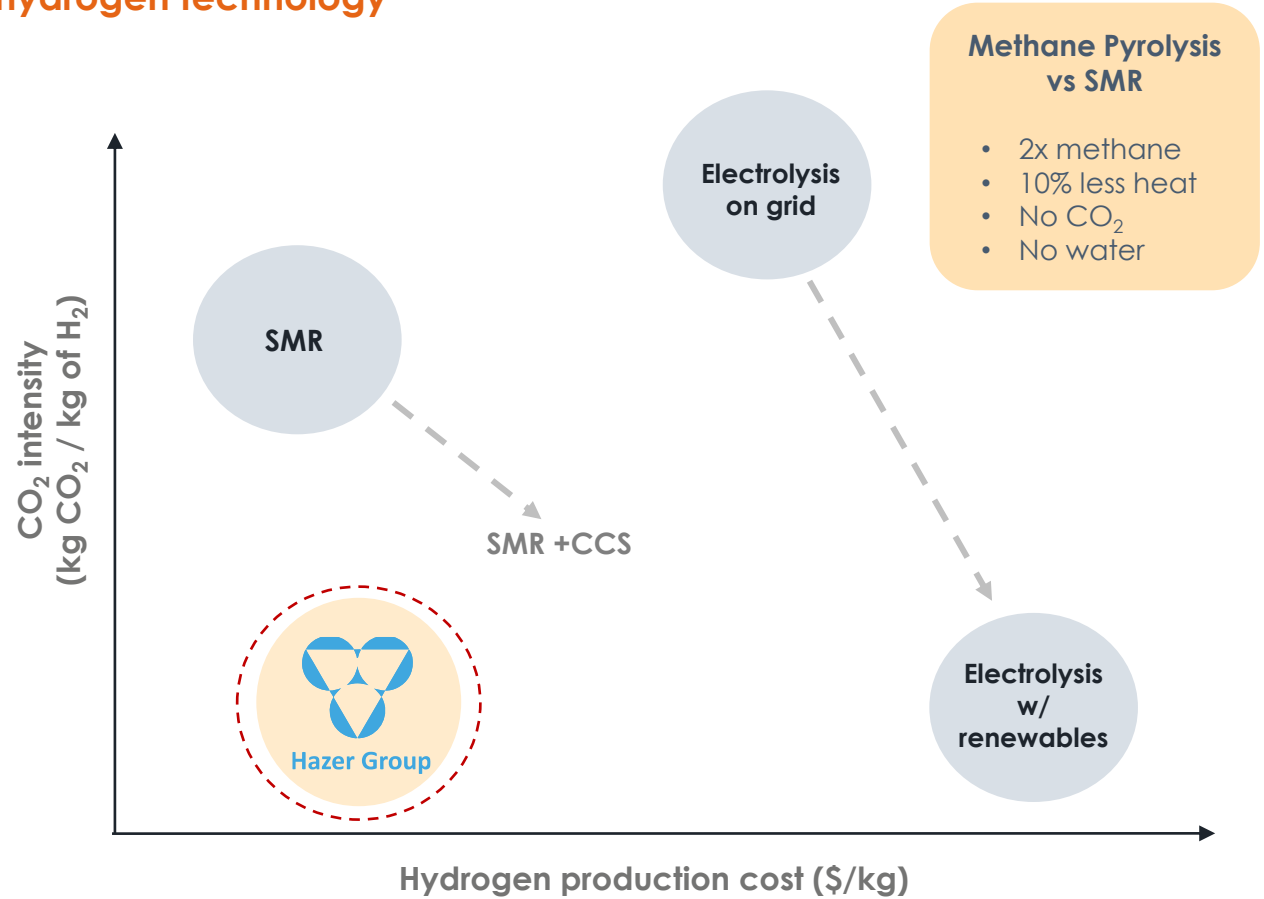 hydrogen technology
Methane Pyrolysis
vs SMR
• 2x methane
• 10% less heat
• No CO₂
• No water
Electrolysis
on grid
SMR
CO₂ intensity
(kg CO₂ / kg of H₂)
SMR +CCS
Hazer Group
Electrolysis
w/
renewables
Hydrogen production cost ($/kg)